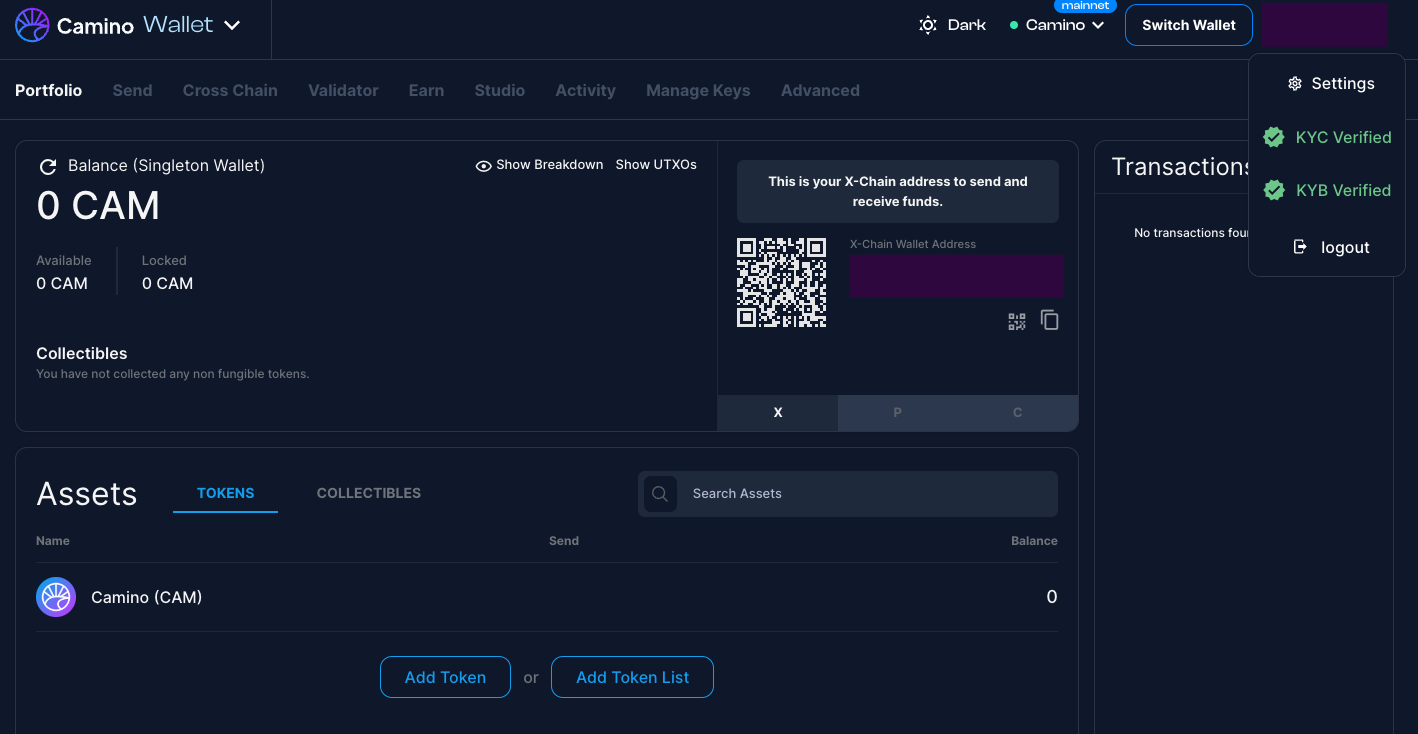 Camino Wallet
Dark
mainnet
Camino
Switch Wallet
Portfolio
Send
Cross Chain
Validator
Earn
Studio
Activity
Manage Keys
Advanced
Settings
KYC Verified
KYB Verified
logout
Balance (Singleton Wallet)
Show Breakdown
Show UTXOs
0 CAM
Available
0 CAM
Locked
0 CAM
Collectibles
You have not collected any non fungible tokens.
This is your X-Chain address to send and
receive funds.
X-Chain Wallet Address
X
P
C
Transactions
No transactions
Assets
TOKENS
COLLECTIBLES
Search Assets
Name
Send
Balance
Camino (CAM)
0
Add Token
or
Add Token List